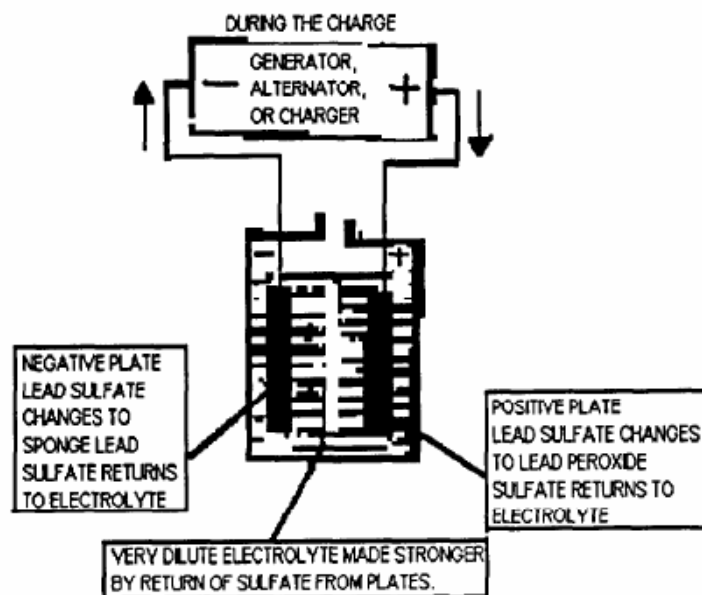 DURING THE CHARGE
GENERATOR,
ALTERNATOR,
OR CHARGER
NEGATIVE PLATE
LEAD SULFATE
CHANGES TO
SPONGE LEAD
SULFATE RETURNS
TO ELECTROLYTE
POSITIVE PLATE
LEAD SULFATE CHANGES
TO LEAD PEROXIDE
SULFATE RETURNS TO
ELECTROLYTE
VERY DILUTE ELECTROLYTE MADE STRONGER
BY RETURN OF SULFATE FROM PLATES.